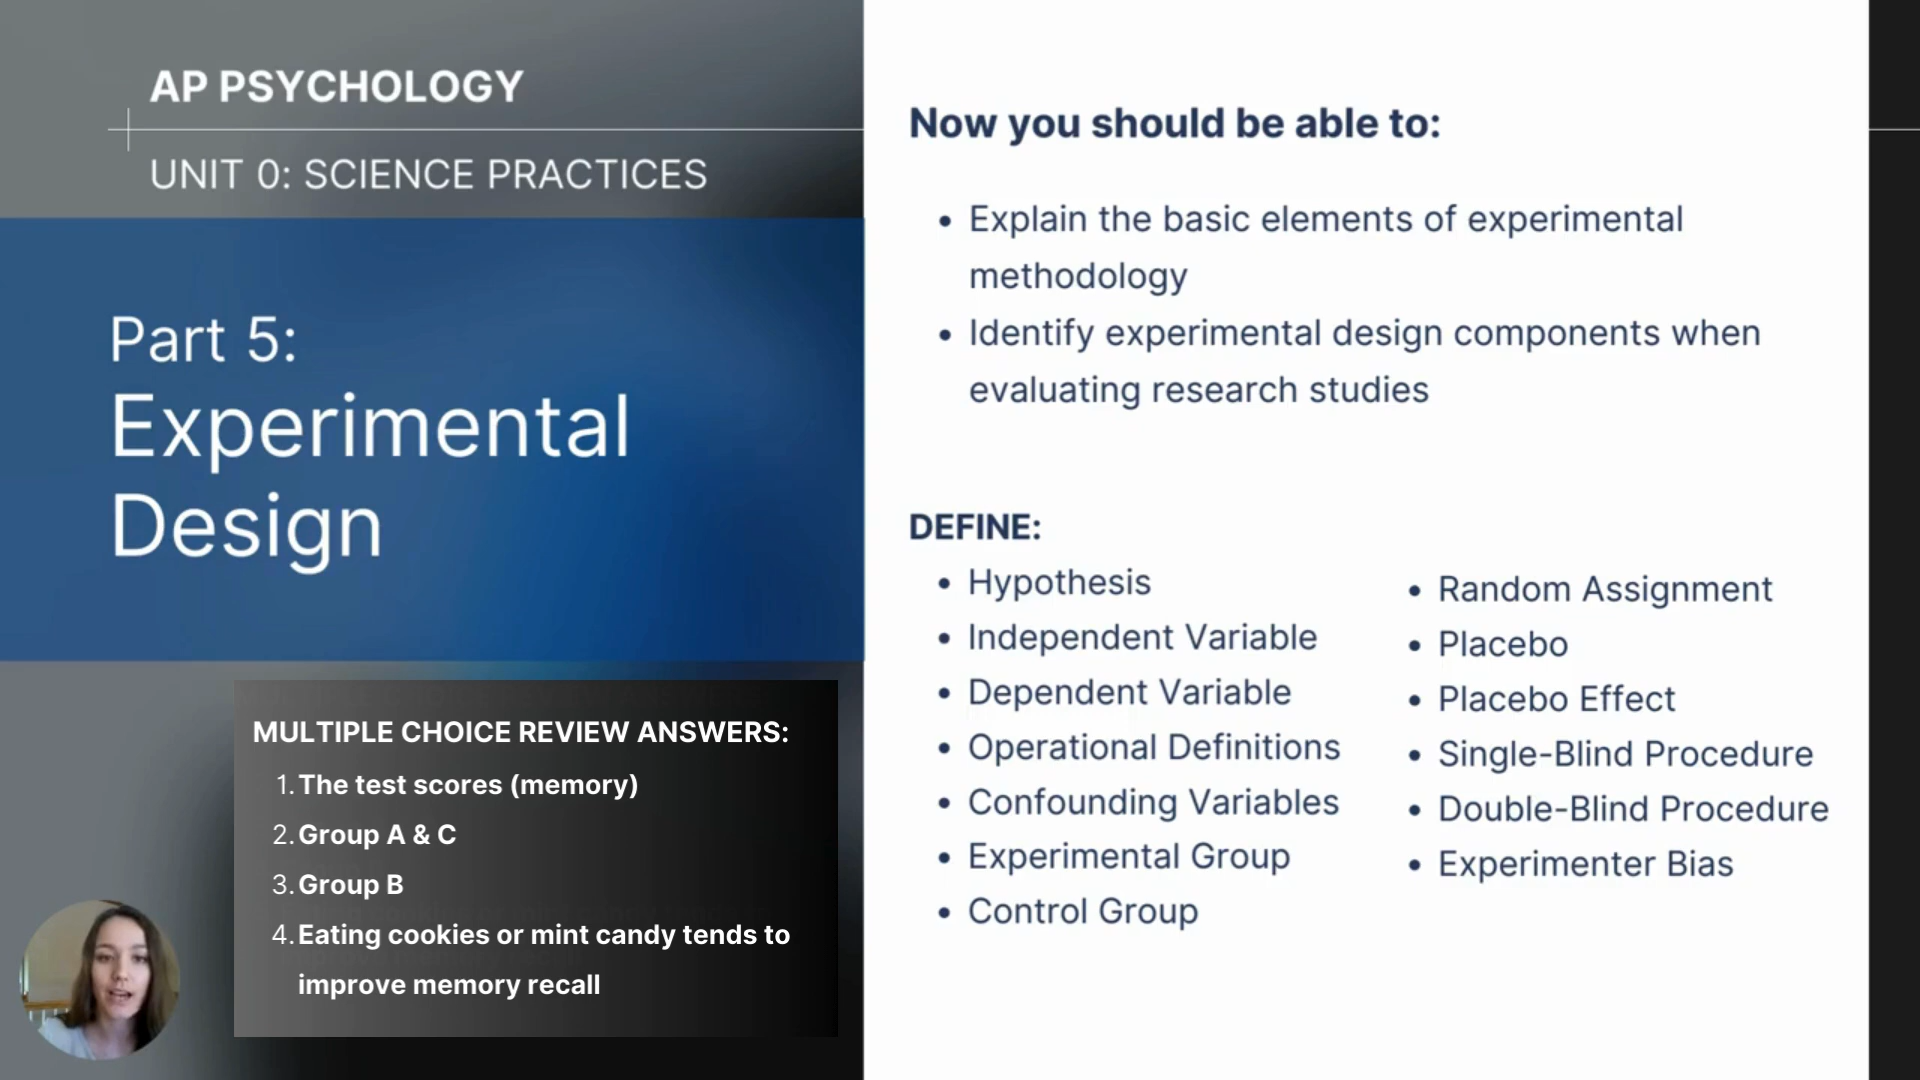 AP PSYCHOLOGY
UNIT 0: SCIENCE PRACTICES
Part 5:
Experimental
Design
MULTIPLE CHOICE REVIEW ANSWERS:
1. The test scores (memory)
2. Group A & C
3. Group B
4. Eating cookies or mint candy tends to
improve memory recall
Now you should be able to:
• Explain the basic elements of experimental
methodology
• Identify experimental design components when
evaluating research studies
DEFINE:
• Hypothesis
• Independent Variable
• Dependent Variable
• Operational Definitions
• Confounding Variables
• Experimental Group
• Control Group
• Random Assignment
• Placebo
• Placebo Effect
• Single-Blind Procedure
• Double-Blind Procedure
• Experimenter Bias